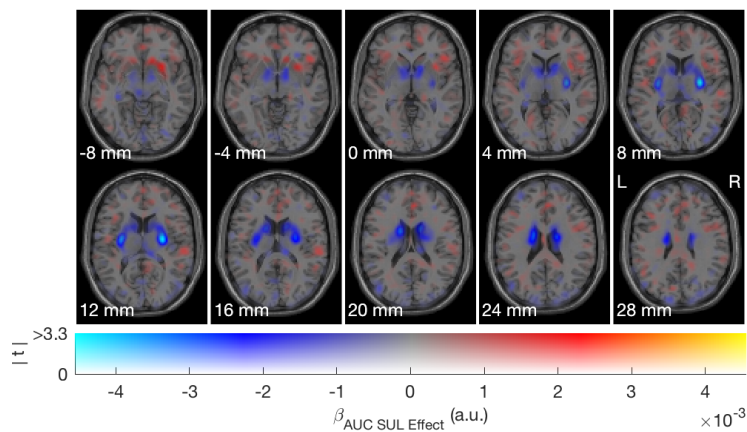 -8 mm
-4 mm
0 mm
4 mm
8 mm
L R
12 mm
16 mm
20 mm
24 mm
28 mm
>3.3
| t |
0
-4 -3 -2 -1 0 1 2 3 4
β AUC SUL Effect (a.u.)
×10⁻³